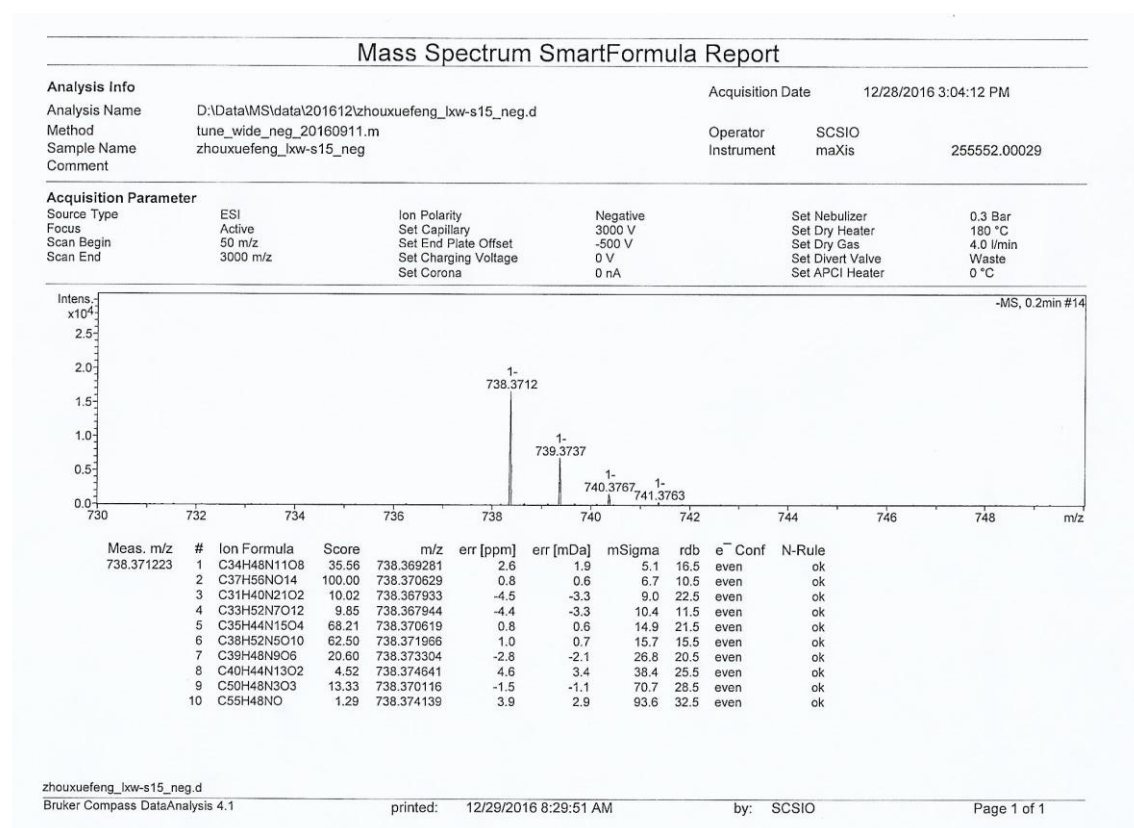 Mass Spectrum SmartFormula Report
Analysis Info
Acquisition Date 12/28/2016 3:04:12 PM
Analysis Name D:\Data\MS\data\201612\zhouxuefeng_lxw-s15_neg.d
Method tune_wide_neg_20160911.m
Operator SCSIO
Sample Name zhouxuefeng_lxw-s15_neg
Instrument maXis 255552.00029
Comment
Acquisition Parameter
Source Type ESI Ion Polarity Negative Set Nebulizer 0.3 Bar
Focus Active Set Capillary 3000 V Set Dry Heater 180 °C
Scan Begin 50 m/z Set End Plate Offset -500 V Set Dry Gas 4.0 l/min
Scan End 3000 m/z Set Charging Voltage 0 V Set Divert Valve Waste
Set Corona 0 nA Set APCI Heater 0 °C
Intens.
x10⁴
-MS, 0.2min #14
2.5
2.0
1-
738.3712
1.5
1.0
1-
739.3737
0.5
1-
740.3767
1-
741.3763
0.0
730 732 734 736 738 740 742 744 746 748 m/z
Meas. m/z # Ion Formula Score m/z err [ppm] err [mDa] mSigma rdb e⁻ Conf N-Rule
738.371223 1 C34H48N11O8 35.56 738.369281 2.6 1.9 5.1 16.5 even ok
2 C37H56NO14 100.00 738.370629 0.8 0.6 6.7 10.5 even ok
3 C31H40N21O2 10.02 738.367933 -4.5 -3.3 9.0 22.5 even ok
4 C33H52N7O12 9.85 738.367944 -4.4 -3.3 10.4 11.5 even ok
5 C35H44N15O4 68.21 738.370619 0.8 0.6 14.9 21.5 even ok
6 C38H52N5O10 62.50 738.371966 1.0 0.7 15.7 15.5 even ok
7 C39H48N9O6 20.60 738.373304 -2.8 -2.1 26.8 20.5 even ok
8 C40H44N13O2 4.52 738.374641 4.6 3.4 38.4 25.5 even ok
9 C50H48N3O3 13.33 738.370116 -1.5 -1.1 70.7 28.5 even ok
10 C55H48NO 1.29 738.374139 3.9 2.9 93.6 32.5 even ok
zhouxuefeng_lxw-s15_neg.d
Bruker Compass DataAnalysis 4.1 printed: 12/29/2016 8:29:51 AM by: SCSIO Page 1 of 1